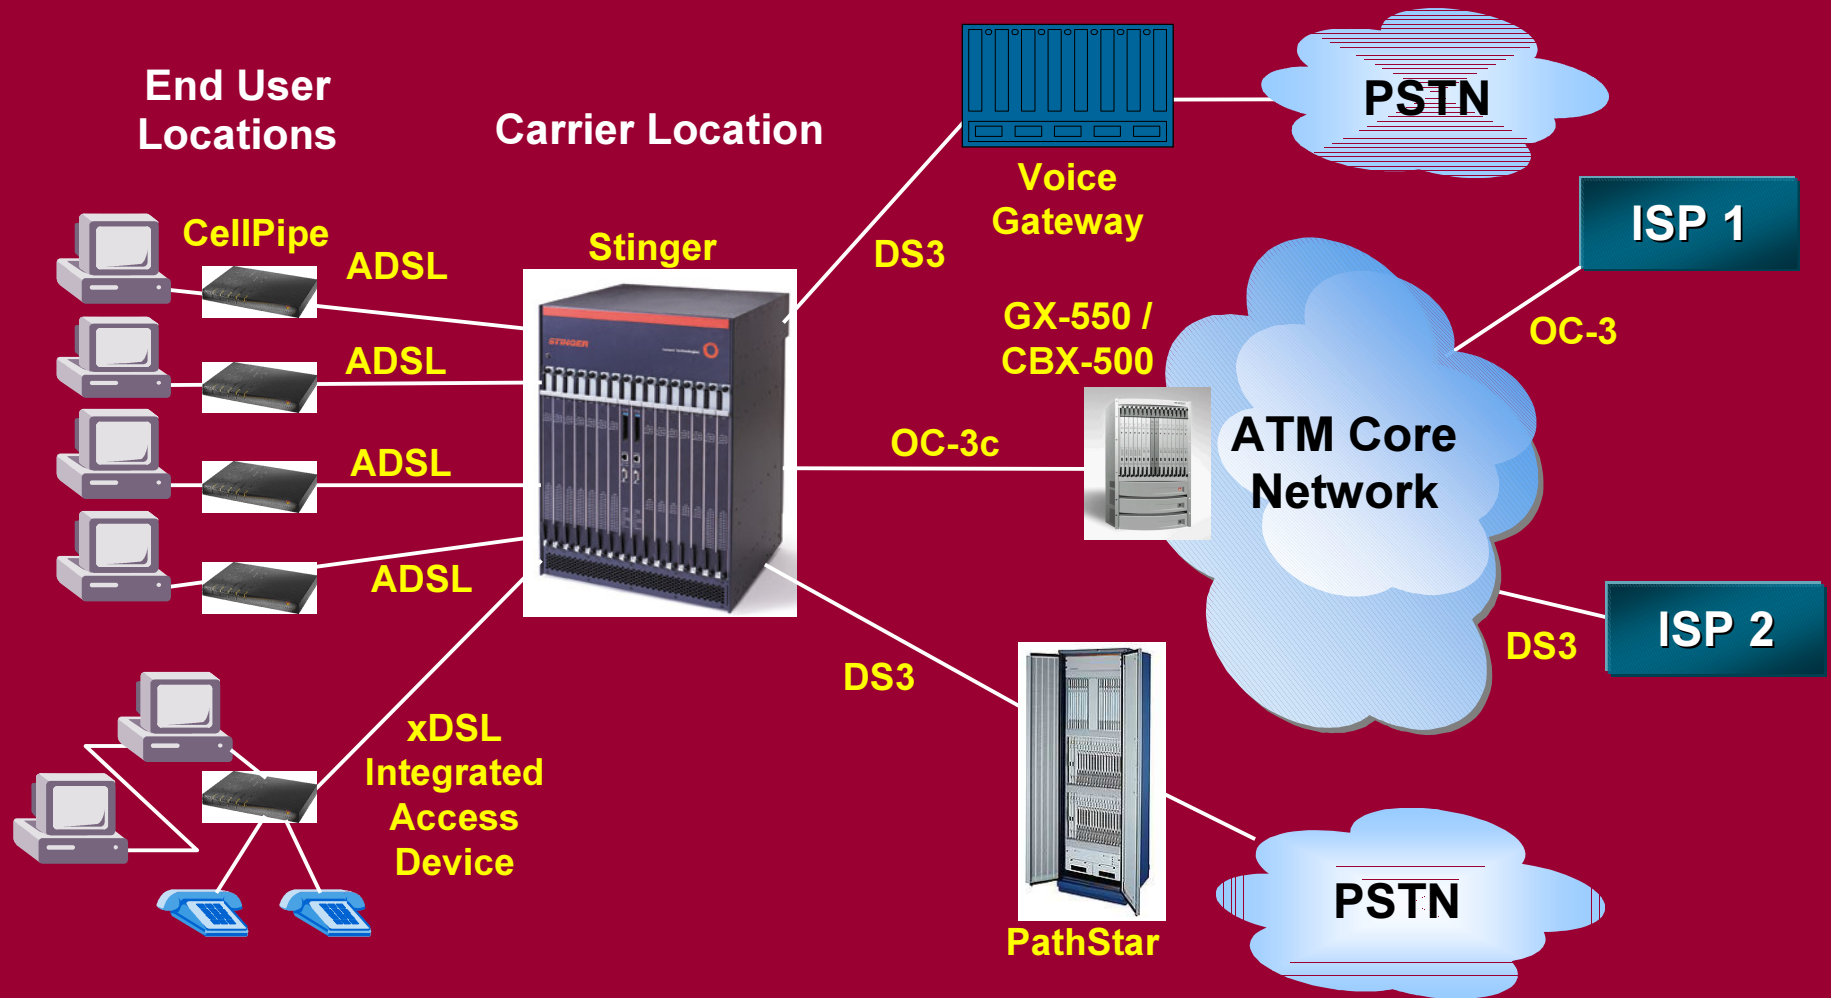 End User
Locations
Carrier Location
CellPipe
ADSL
ADSL
ADSL
ADSL
Stinger
STINGER
xDSL
Integrated
Access
Device
DS3
Voice
Gateway
PSTN
OC-3c
GX-550 /
CBX-500
ATM Core
Network
ISP 1
OC-3
ISP 2
DS3
DS3
PathStar
PSTN